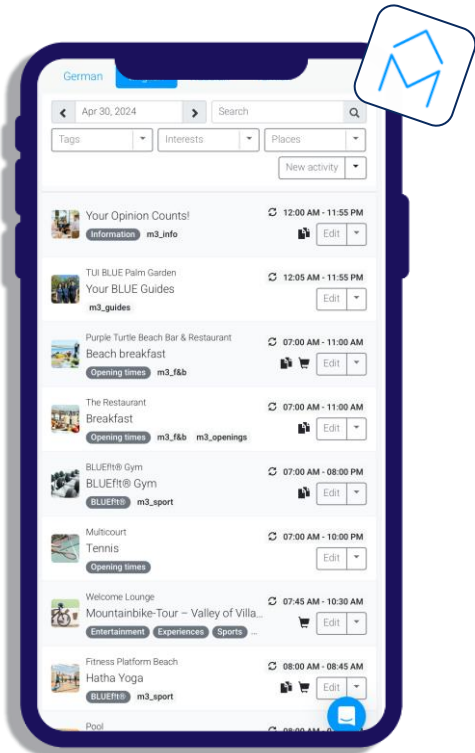 German
Apr 30, 2024
Search
Tags
Interests
Places
New activity
Your Opinion Counts!
12:00 AM - 11:55 PM
Information m3_info
Edit
TUI BLUE Palm Garden
12:05 AM - 11:55 PM
Your BLUE Guides
m3_guides
Edit
Purple Turtle Beach Bar & Restaurant
07:00 AM - 11:00 AM
Beach breakfast
Opening times m3_f&b
Edit
The Restaurant
07:00 AM - 11:00 AM
Breakfast
Opening times m3_f&b m3_openings
Edit
BLUEf!t® Gym
07:00 AM - 08:00 PM
BLUEf!t® Gym
BLUEf!t® m3_sport
Edit
Multicourt
07:00 AM - 10:00 PM
Tennis
Opening times
Edit
Welcome Lounge
07:45 AM - 10:30 AM
Mountainbike-Tour – Valley of Villa...
Entertainment Experiences Sports ...
Edit
Fitness Platform Beach
08:00 AM - 08:45 AM
Hatha Yoga
BLUEf!t® m3_sport
Edit
Pool